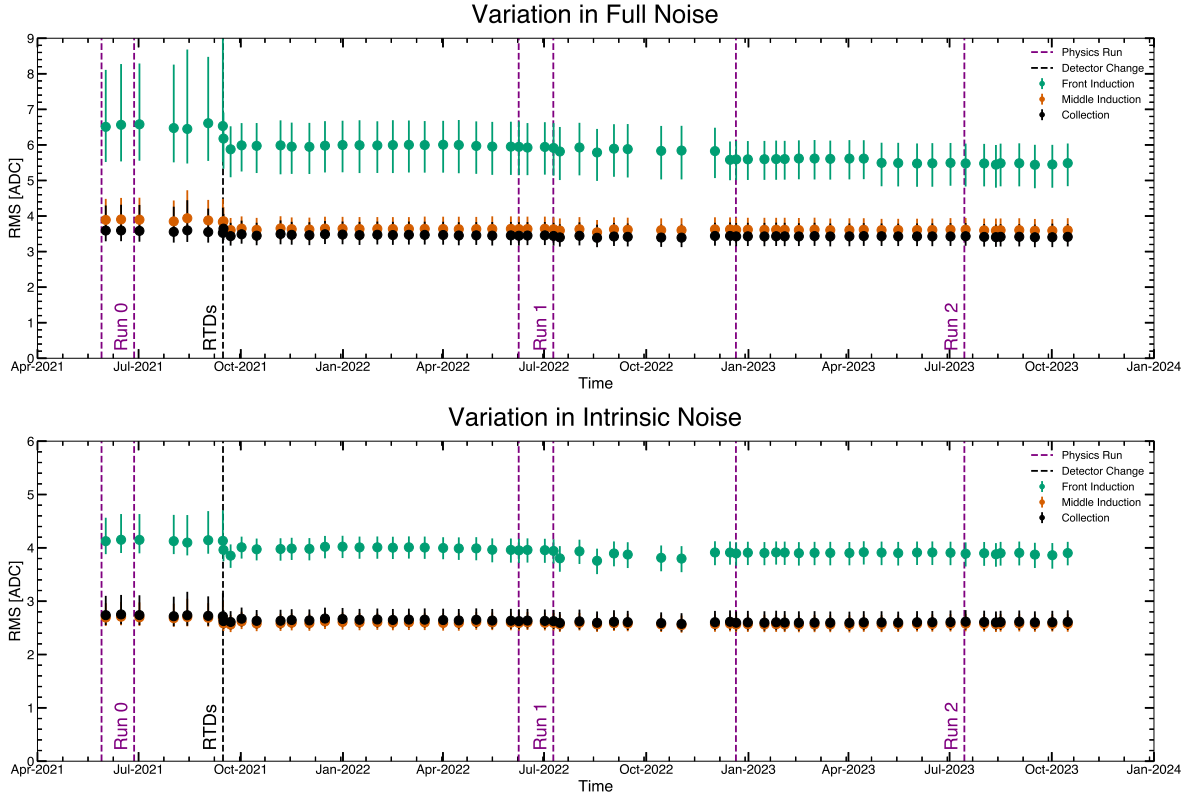 Variation in Full Noise
9
8
7
6
5
4
3
2
1
0
RMS [ADC]
Physics Run
Detector Change
Front Induction
Middle Induction
Collection
Run 0
RTDs
Run 1
Run 2
Apr-2021 Jul-2021 Oct-2021 Jan-2022 Apr-2022 Jul-2022 Oct-2022 Jan-2023 Apr-2023 Jul-2023 Oct-2023 Jan-2024
Time
Variation in Intrinsic Noise
6
5
4
3
2
1
0
RMS [ADC]
Physics Run
Detector Change
Front Induction
Middle Induction
Collection
Run 0
RTDs
Run 1
Run 2
Apr-2021 Jul-2021 Oct-2021 Jan-2022 Apr-2022 Jul-2022 Oct-2022 Jan-2023 Apr-2023 Jul-2023 Oct-2023 Jan-2024
Time